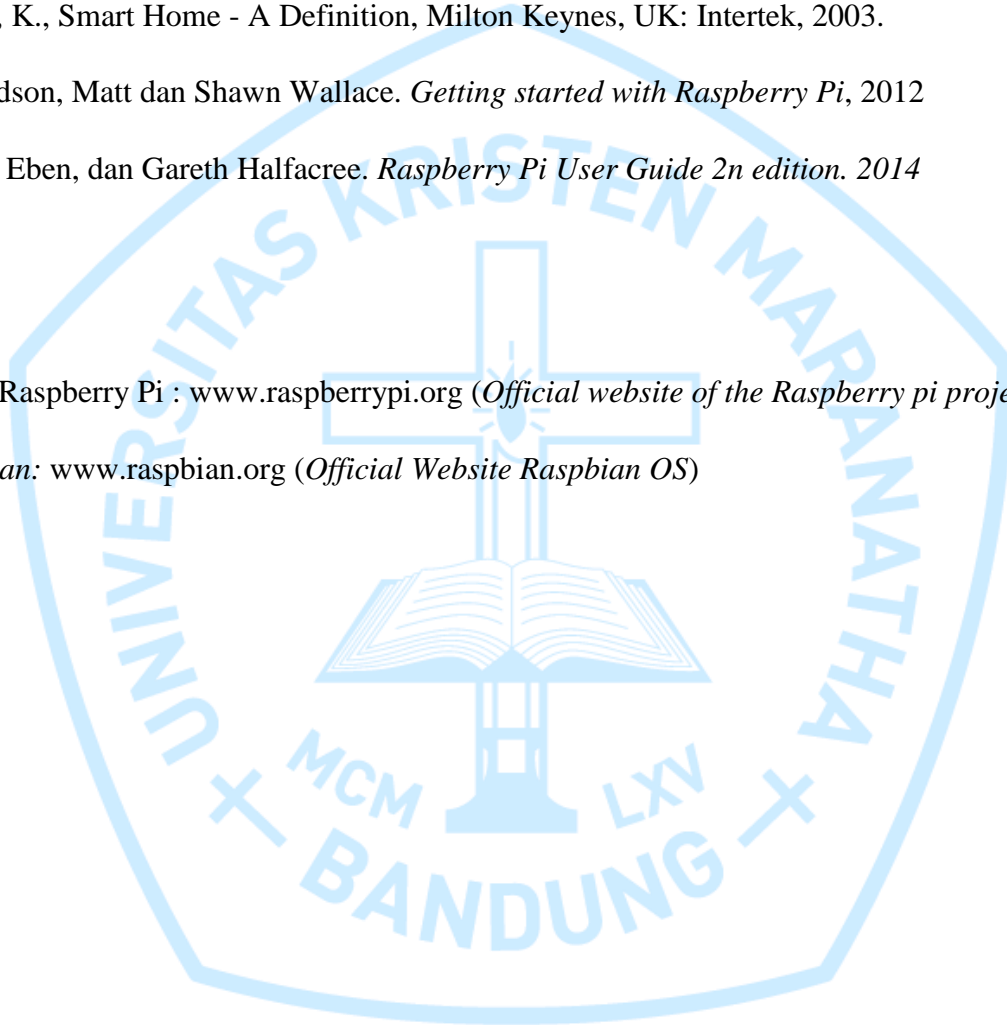 , K., Smart Home - A Definition, Milton Keynes, UK: Intertek, 2003.
dson, Matt dan Shawn Wallace. Getting started with Raspberry Pi, 2012
Eben, dan Gareth Halfacree. Raspberry Pi User Guide 2n edition. 2014
Raspberry Pi : www.raspberrypi.org (Official website of the Raspberry pi proje
an: www.raspbian.org (Official Website Raspbian OS)
UNIVERSITAS KRISTEN MARANATHA
MCM LXV
BANDUNG